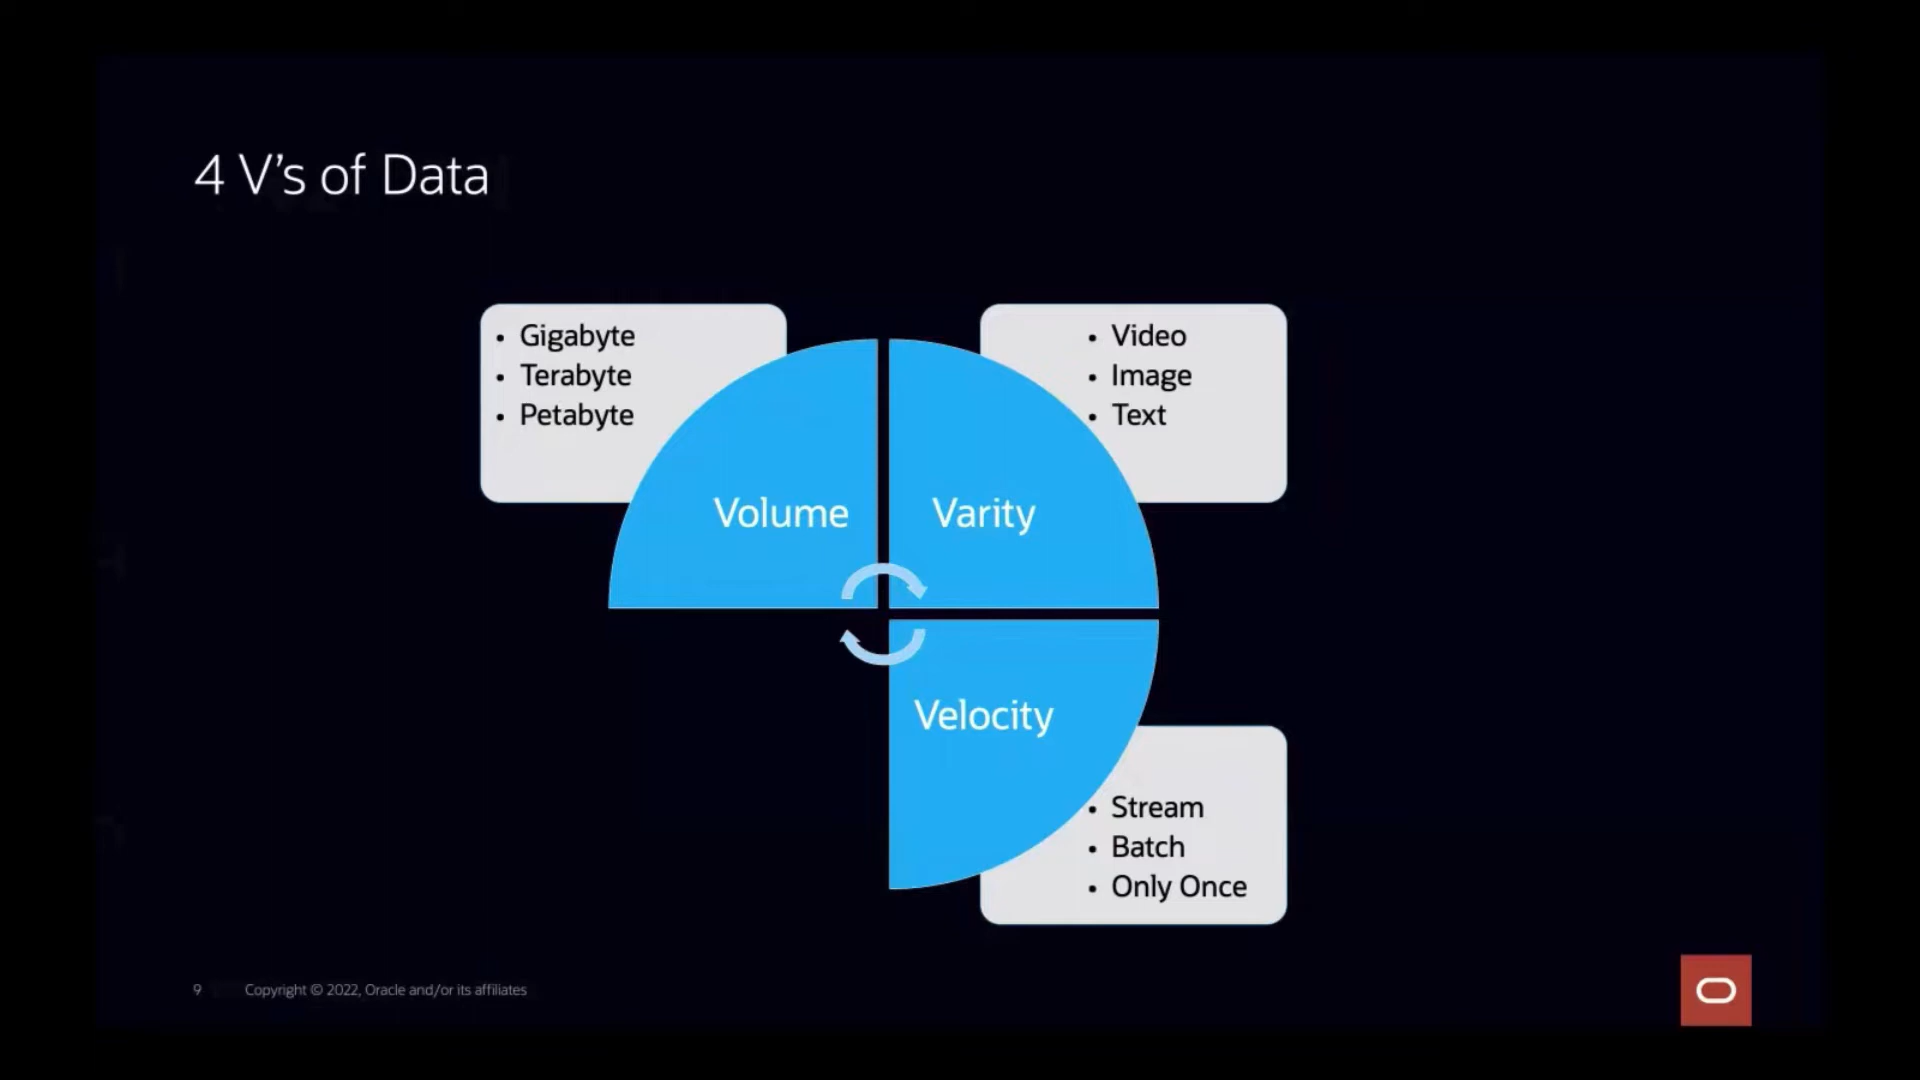 4 V's of Data
• Gigabyte
• Terabyte
• Petabyte
• Video
• Image
• Text
Volume
Varity
Velocity
• Stream
• Batch
• Only Once
9 Copyright © 2022, Oracle and/or its affiliates